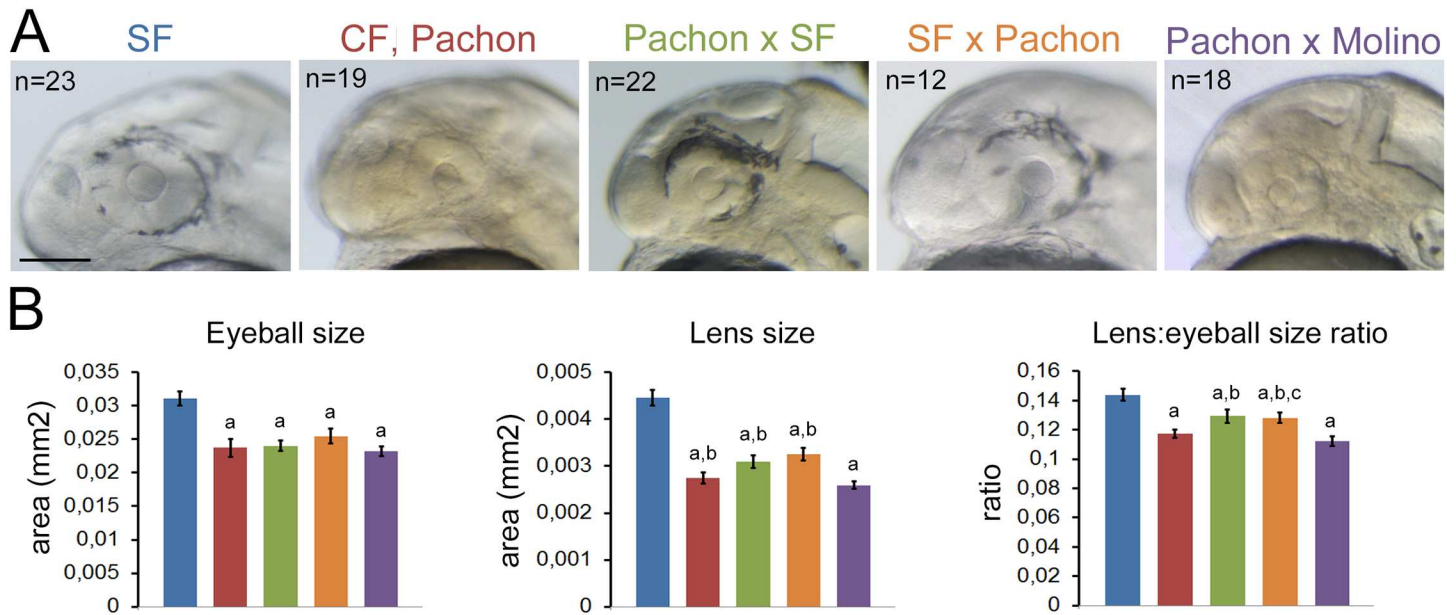 A
SF
CF, Pachon
Pachon x SF
SF x Pachon
Pachon x Molino
n=23
n=19
n=22
n=12
n=18
B
Eyeball size
area (mm2)
0,035
0,03
0,025
0,02
0,015
0,01
0,005
0
a
a
a
a
Lens size
area (mm2)
0,005
0,004
0,003
0,002
0,001
0
a,b
a,b
a,b
a
Lens:eyeball size ratio
ratio
0,16
0,14
0,12
0,1
0,08
0,06
0,04
0,02
0
a
a,b
a,b,c
a